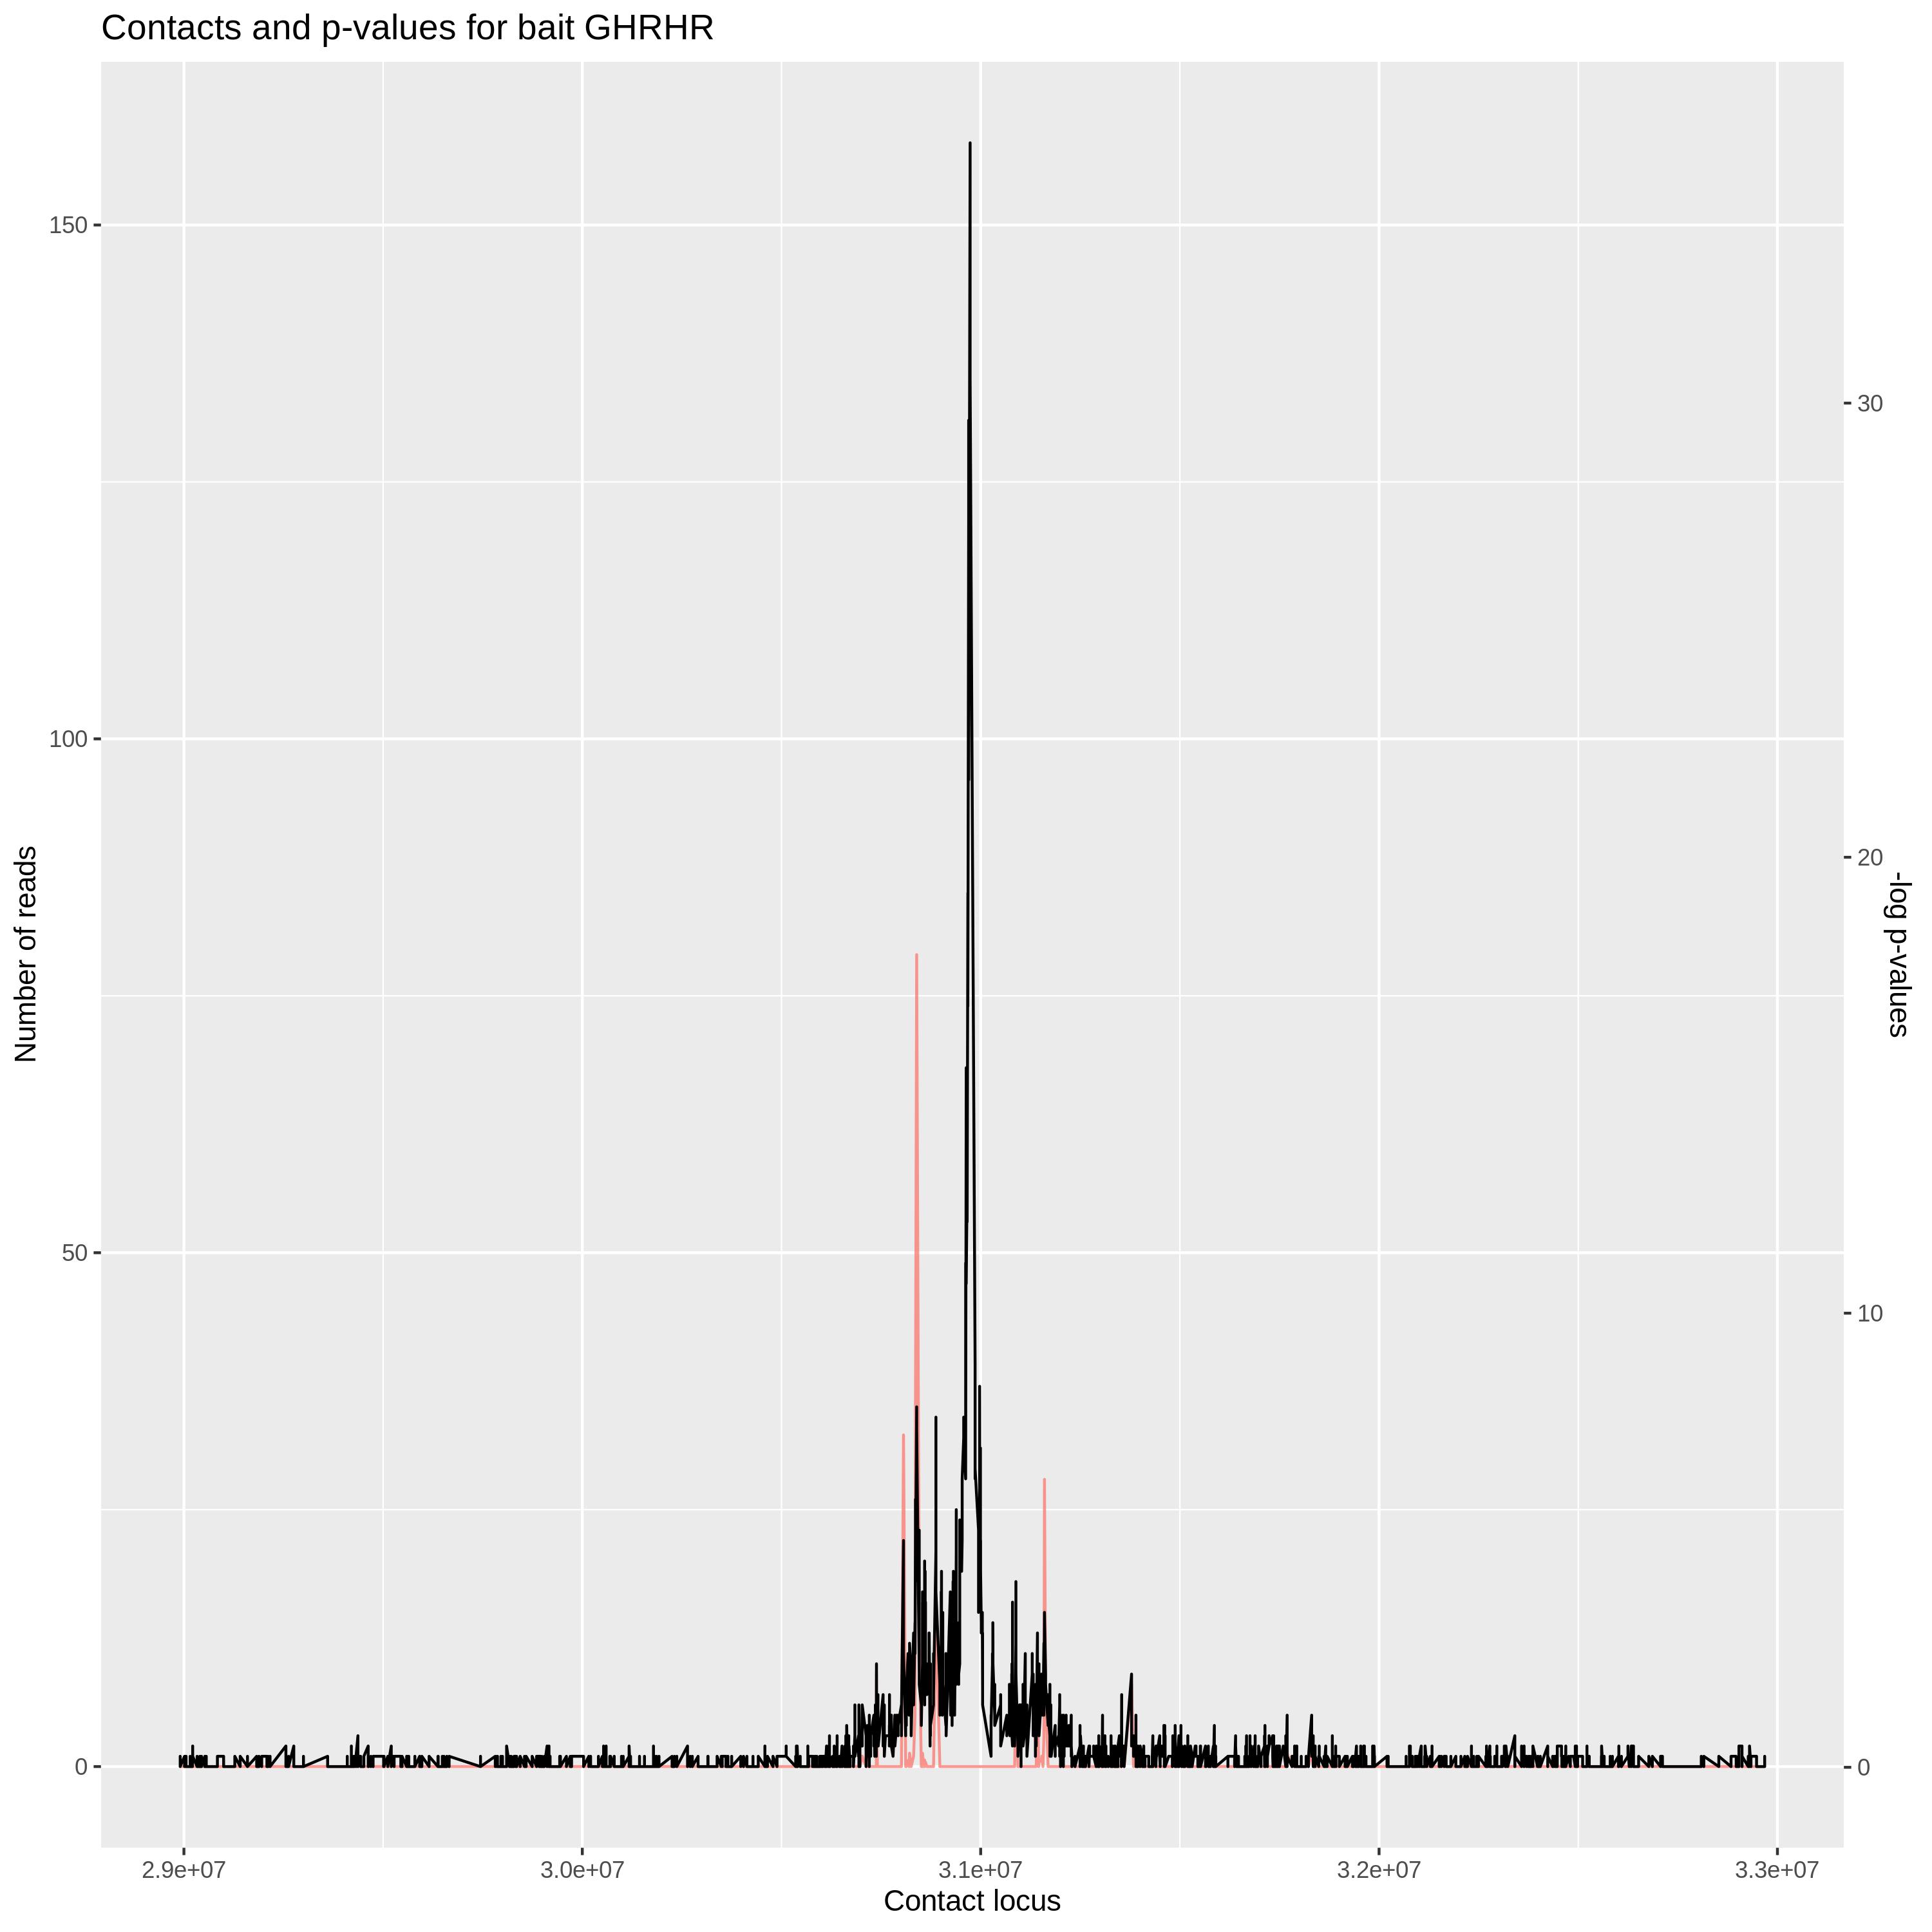 Contacts and p-values for bait GHRHR
150
100
50
0
Number of reads
30
20
10
0
-log p-values
2.9e+07 3.0e+07 3.1e+07 3.2e+07 3.3e+07
Contact locus